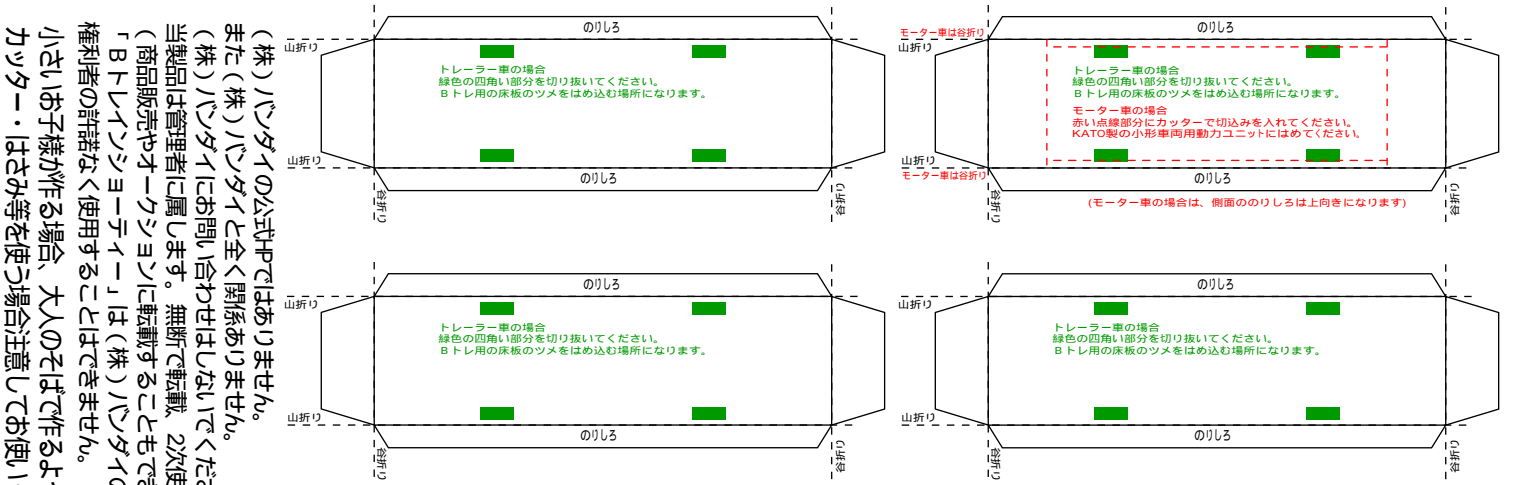 (株)バンダイの公式HPではありません。
また(株)バンダイと全く関係ありません。
(株)バンダイにお問い合わせはしないでくださ
当製品は管理者に属します。無断で転載、2次使
(商品販売やオークションに転載することもで
「Bトレインショーティー」は(株)バンダイの
権利者の許諾なく使用することはできません。
小さいお子様が作る場合、大人のそばで作るよ
カッター・はさみ等を使う場合注意してお使い
のりしろ
山折り
トレーラー車の場合
緑色の四角い部分を切り抜いてください。
Bトレ用の床板のツメをはめ込む場所になります。
山折り
のりしろ
谷折り
谷折り
のりしろ
モーター車は谷折り
山折り
トレーラー車の場合
緑色の四角い部分を切り抜いてください。
Bトレ用の床板のツメをはめ込む場所になります。
モーター車の場合
赤い点線部分にカッターで切込みを入れてください。
KATO製の小形車両用動力ユニットにはめてください。
山折り
モーター車は谷折り
のりしろ
谷折り
谷折り
(モーター車の場合は、側面ののりしろは上向きになります)
のりしろ
山折り
トレーラー車の場合
緑色の四角い部分を切り抜いてください。
Bトレ用の床板のツメをはめ込む場所になります。
山折り
のりしろ
谷折り
谷折り
のりしろ
山折り
トレーラー車の場合
緑色の四角い部分を切り抜いてください。
Bトレ用の床板のツメをはめ込む場所になります。
山折り
のりしろ
谷折り
谷折り